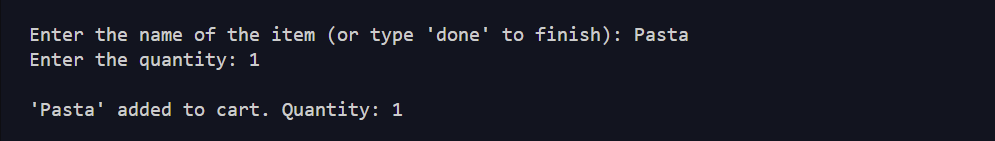 Enter the name of the item (or type 'done' to finish): Pasta
Enter the quantity: 1
'Pasta' added to cart. Quantity: 1